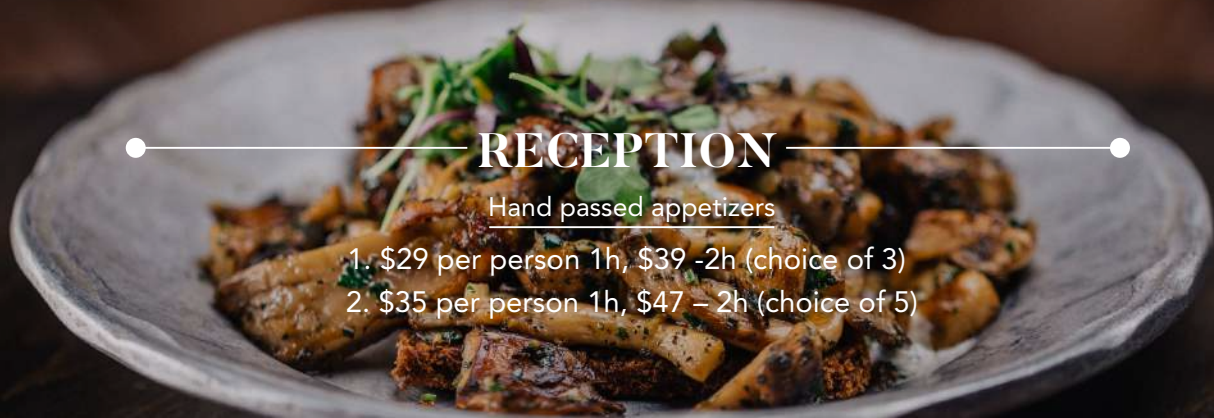 RECEPTION
Hand passed appetizers
1. $29 per person 1h, $39 -2h (choice of 3)
2. $35 per person 1h, $47 – 2h (choice of 5)